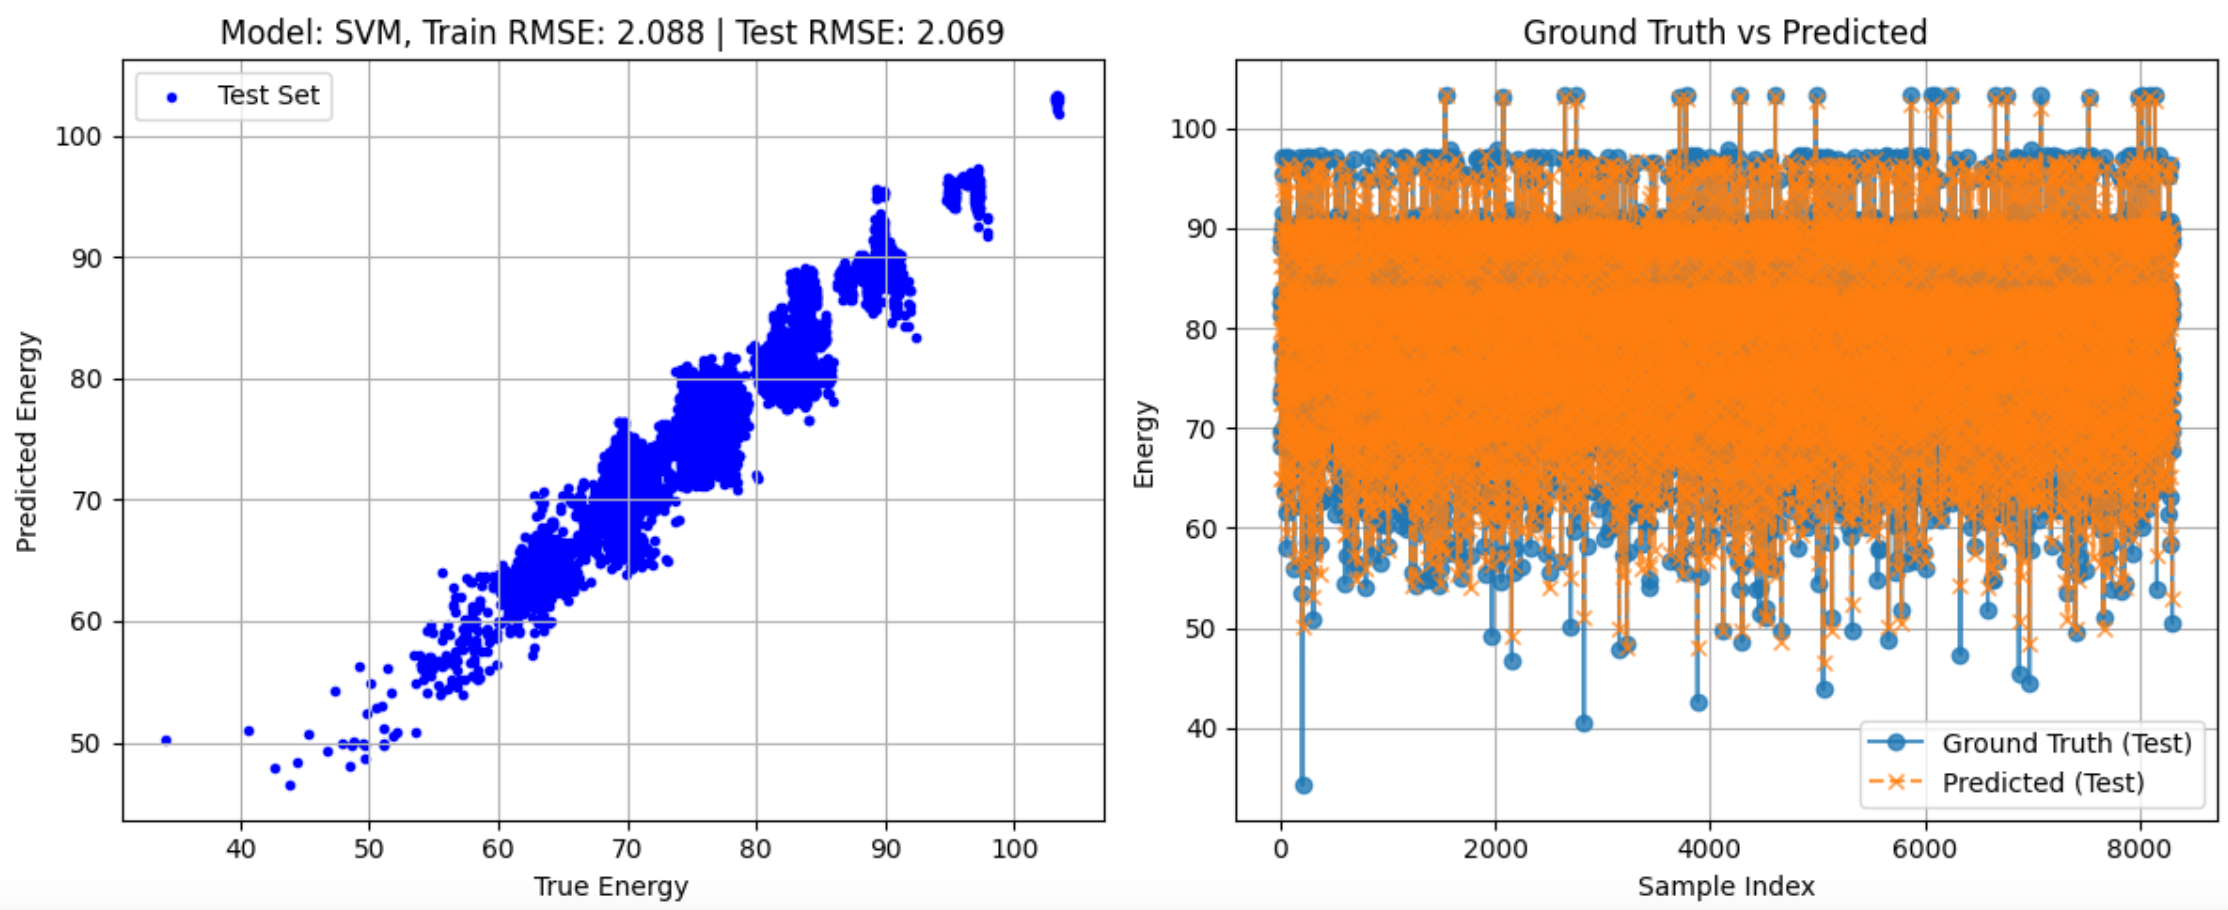 Model: SVM, Train RMSE: 2.088 | Test RMSE: 2.069
Test Set
100
90
80
70
60
50
Predicted Energy
40 50 60 70 80 90 100
True Energy
Ground Truth vs Predicted
100
90
80
70
60
50
40
Energy
Ground Truth (Test)
Predicted (Test)
0 2000 4000 6000 8000
Sample Index